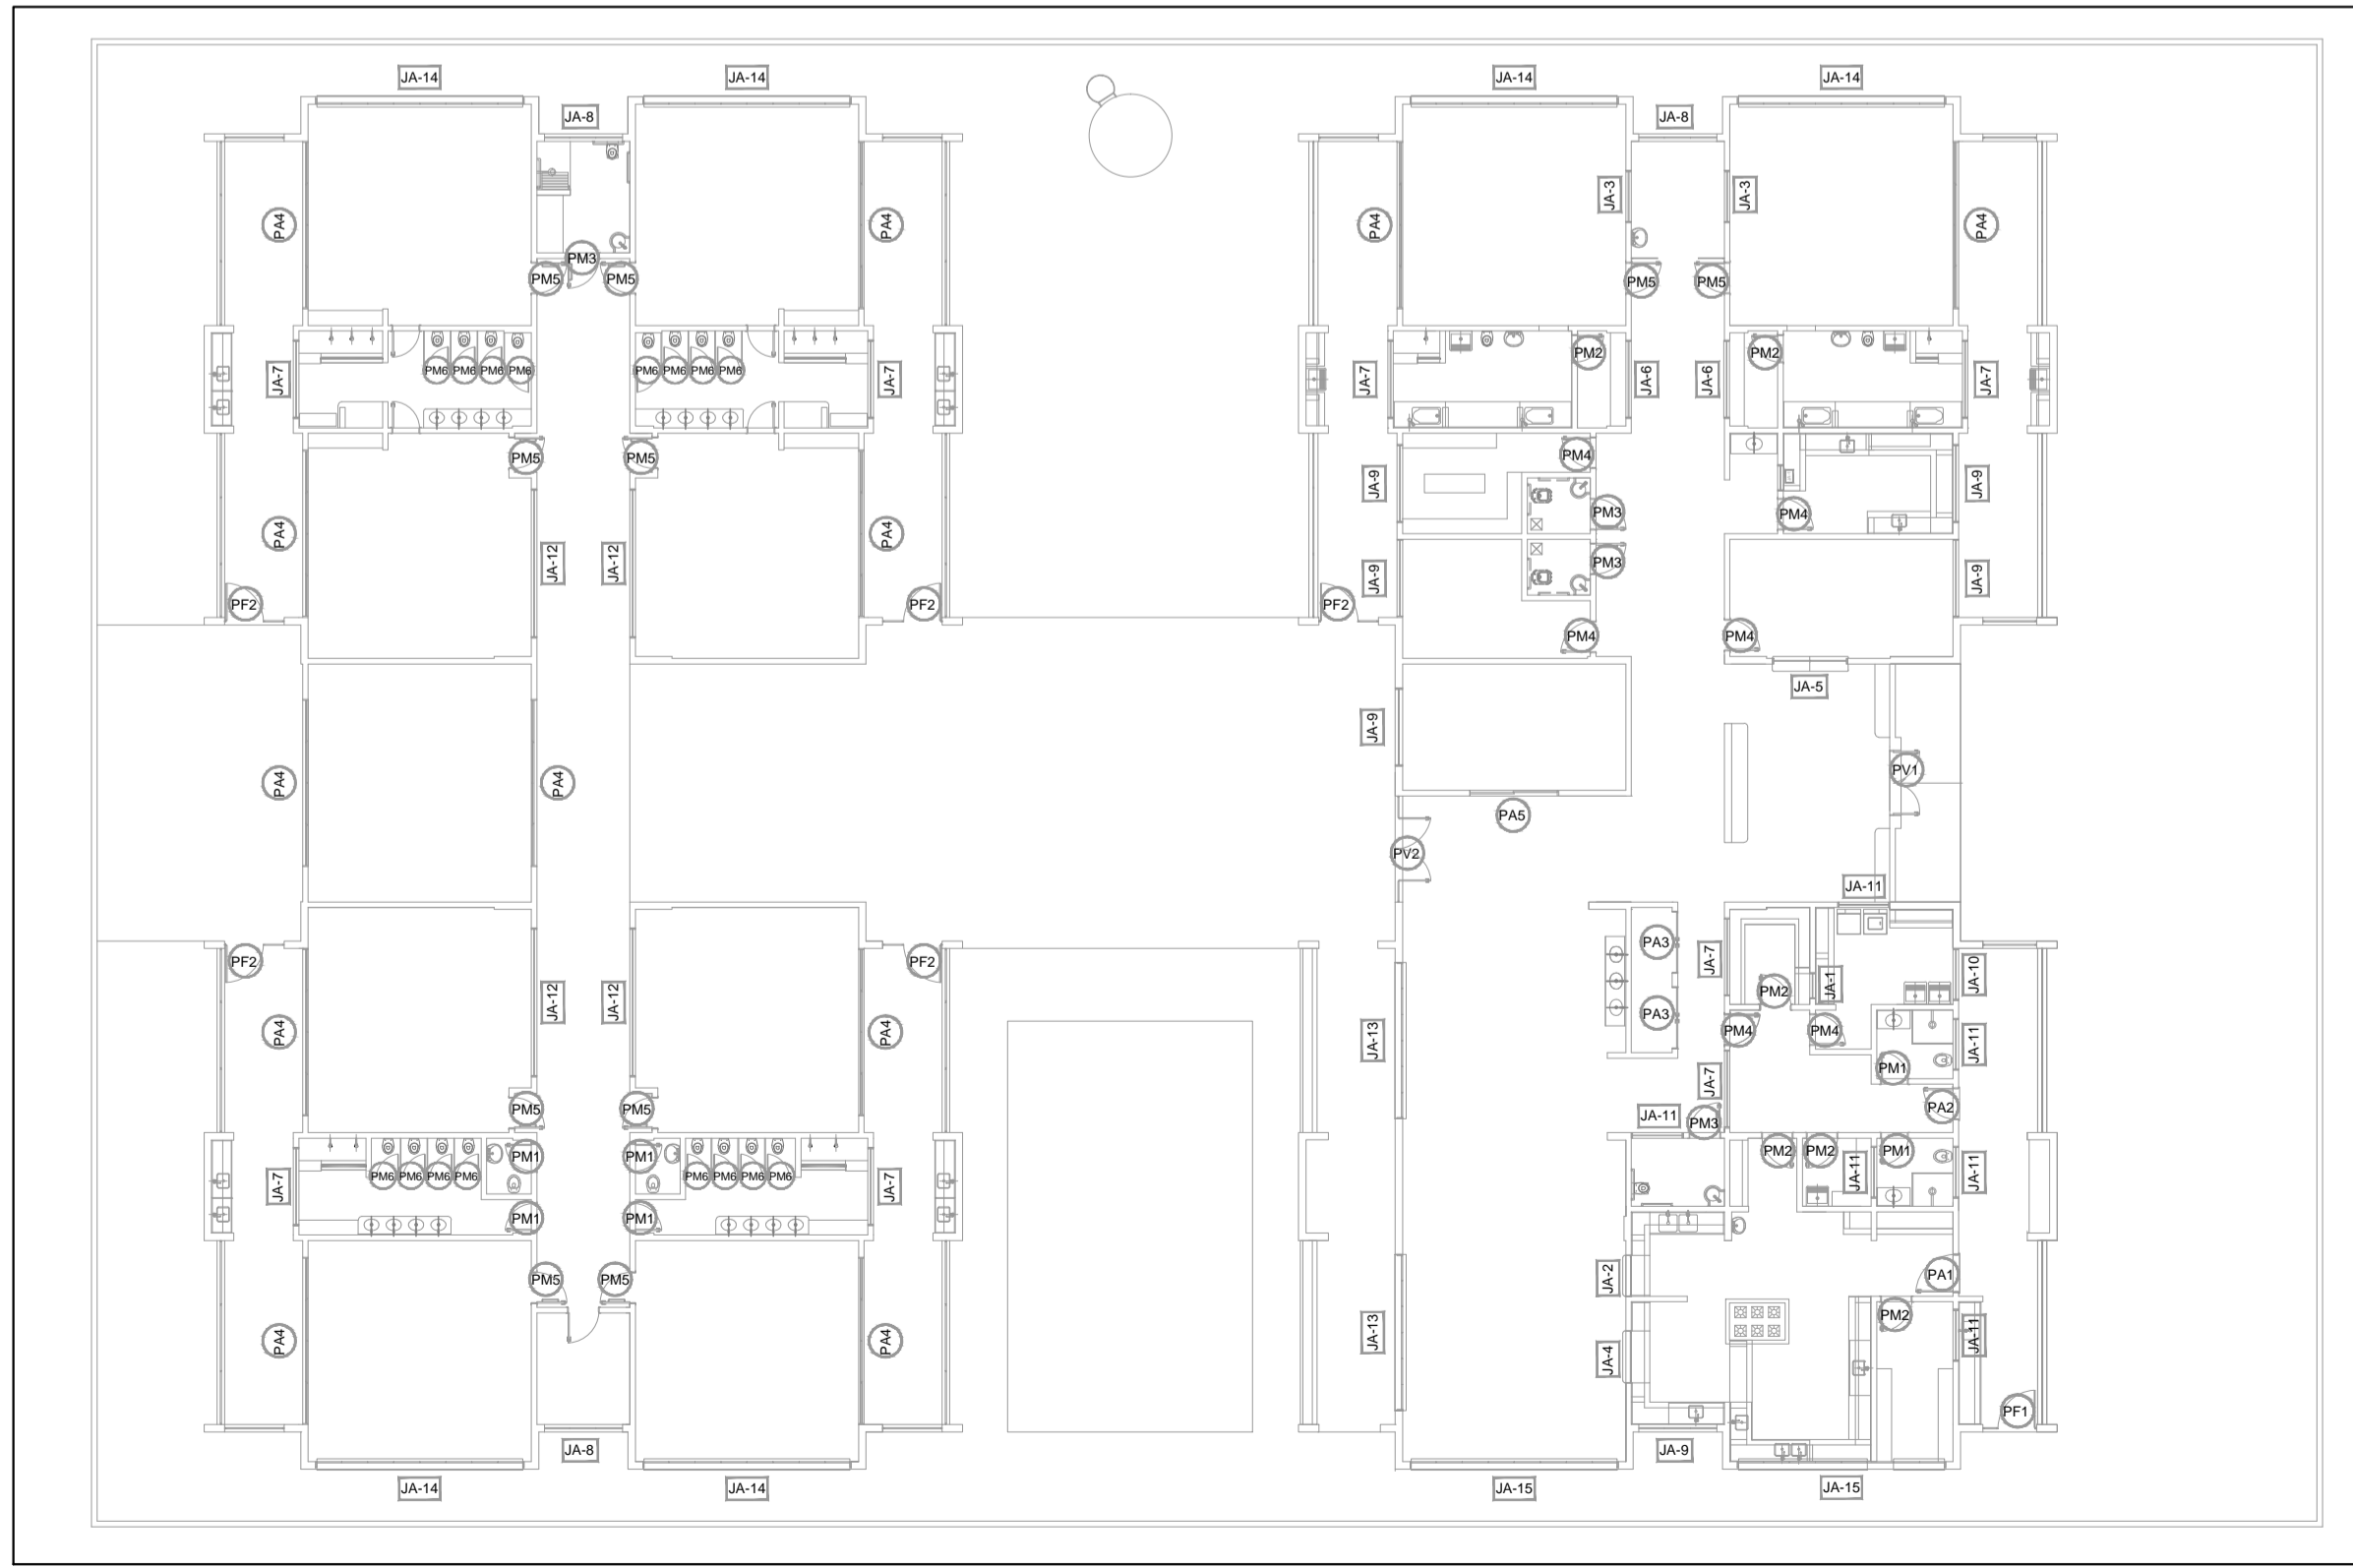 JA-14 JA-14 JA-14 JA-14
JA-8 JA-8
JA-3 JA-3
PA4 PA4 PA4 PA4
PM3
PM5 PM5 PM5 PM5
PM2 PM2
PM6 PM6 PM6 PM6 PM6 PM6 PM6 PM6
JA-7 JA-7 JA-7 JA-6 JA-6 JA-7
PM5 PM5 PM4
JA-9 JA-9
PM3 PM4
PA4 PA4
JA-12 JA-12 PM3
JA-9 JA-9
PF2 PF2 PF2
PM4 PM4
JA-5
JA-9
PV1
PA4 PA4
PA5
PV2
JA-11
PA3
PF2 PF2 JA-7 JA-10
JA-1
PM2
JA-12 JA-12 PA3
PA4 PA4 JA-13 PM4 PM4 JA-11
PM1
JA-7
PM5 PM5 JA-11 PM3 PA2
PM1 PM1 PM2 PM2 PM1
PM6 PM6 PM6 PM6 PM6 PM6 PM6 PM6
JA-7 JA-7 JA-11 JA-11
PM1 PM1
PM5 PM5 JA-2 PA1
PM2
PA4 PA4 JA-13 JA-11
JA-4
PF1
JA-8 JA-9
JA-14 JA-14 JA-15 JA-15